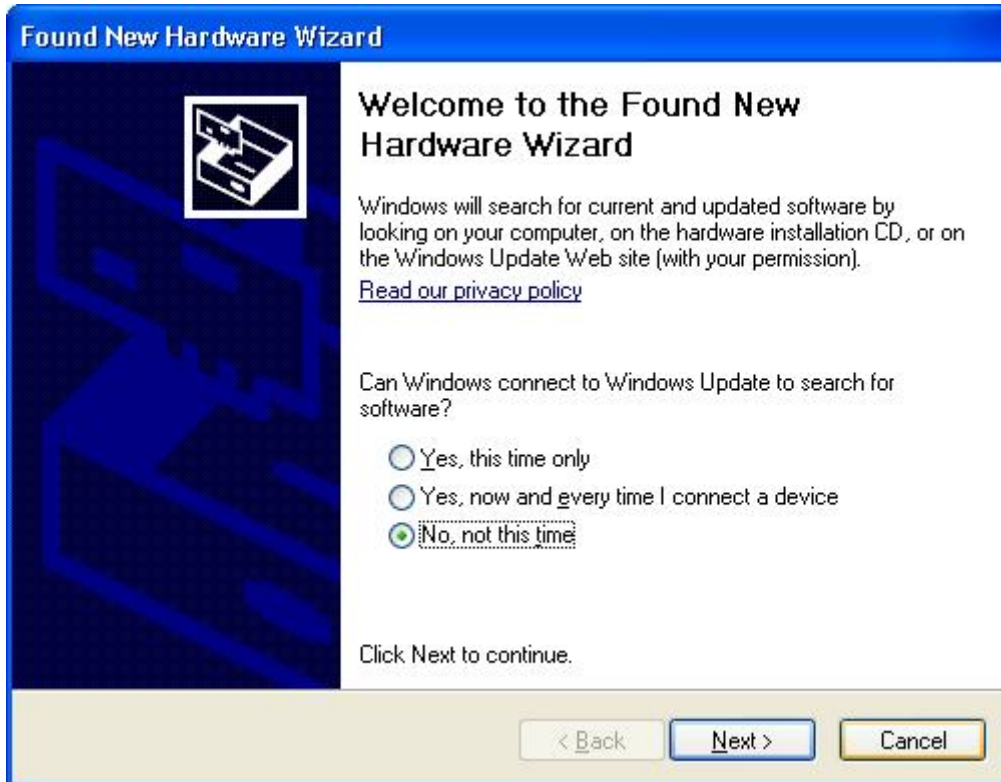 Found New Hardware Wizard
Welcome to the Found New
Hardware Wizard
Windows will search for current and updated software by
looking on your computer, on the hardware installation CD, or on
the Windows Update Web site (with your permission).
Read our privacy policy
Can Windows connect to Windows Update to search for
software?
Yes, this time only
Yes, now and every time I connect a device
No, not this time
Click Next to continue.
< Back Next > Cancel